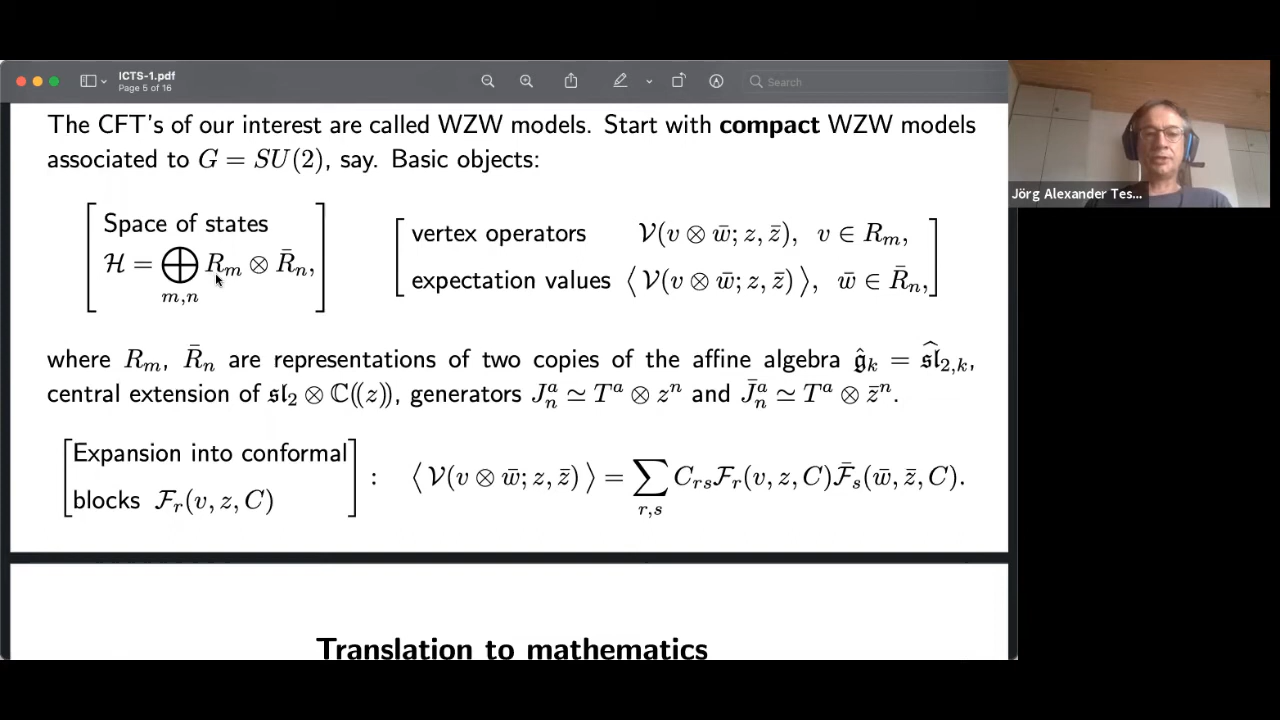 ICTS-1.pdf
Page 5 of 16
Search
The CFT's of our interest are called WZW models. Start with compact WZW models
associated to G = SU(2), say. Basic objects:
Space of states
ℋ = ⨁ R_m ⊗ R̄_n,
m,n
vertex operators 𝒱(v ⊗ w̄; z, z̄), v ∈ R_m,
expectation values ⟨ 𝒱(v ⊗ w̄; z, z̄) ⟩, w̄ ∈ R̄_n,
where R_m, R̄_n are representations of two copies of the affine algebra 𝔤̂_k = 𝔰𝔩̂_{2,k},
central extension of 𝔰𝔩_2 ⊗ ℂ((z)), generators J^a_n ≃ T^a ⊗ z^n and J̄^a_n ≃ T^a ⊗ z̄^n.
Expansion into conformal
blocks ℱ_r(v, z, C)
: ⟨ 𝒱(v ⊗ w̄; z, z̄) ⟩ = ∑ C_{rs}ℱ_r(v, z, C)ℱ̄_s(w̄, z̄, C).
r,s
Translation to mathematics
Jörg Alexander Tes...